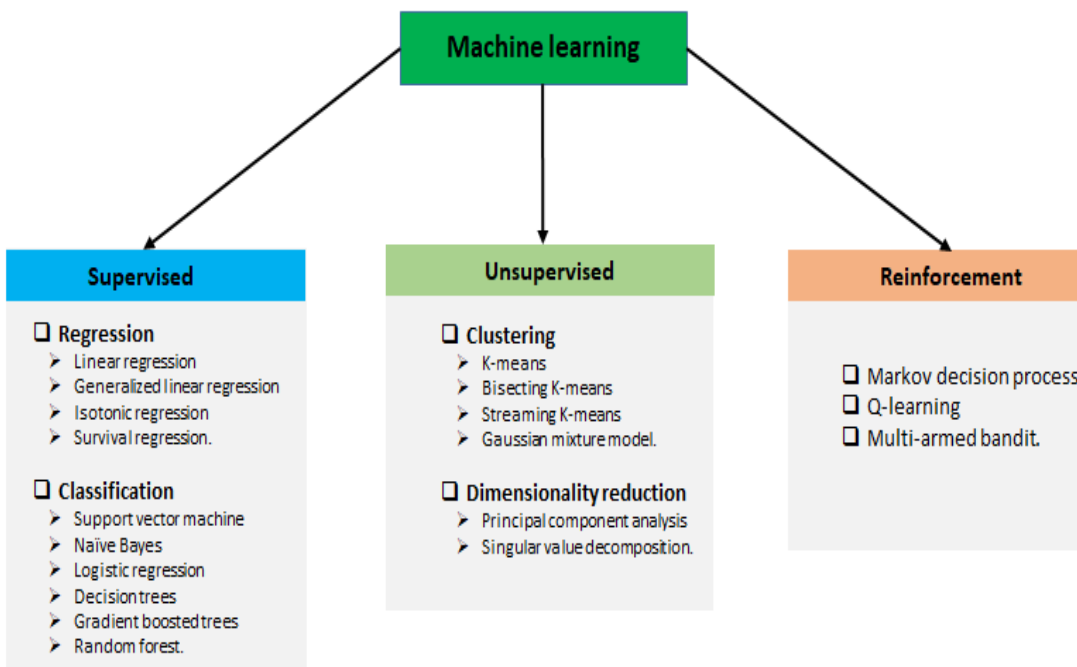 Machine learning
Supervised
❑ Regression
➢ Linear regression
➢ Generalized linear regression
➢ Isotonic regression
➢ Survival regression.
❑ Classification
➢ Support vector machine
➢ Naïve Bayes
➢ Logistic regression
➢ Decision trees
➢ Gradient boosted trees
➢ Random forest.
Unsupervised
❑ Clustering
➢ K-means
➢ Bisecting K-means
➢ Streaming K-means
➢ Gaussian mixture model.
❑ Dimensionality reduction
➢ Principal component analysis
➢ Singular value decomposition.
Reinforcement
❑ Markov decision process
❑ Q-learning
❑ Multi-armed bandit.